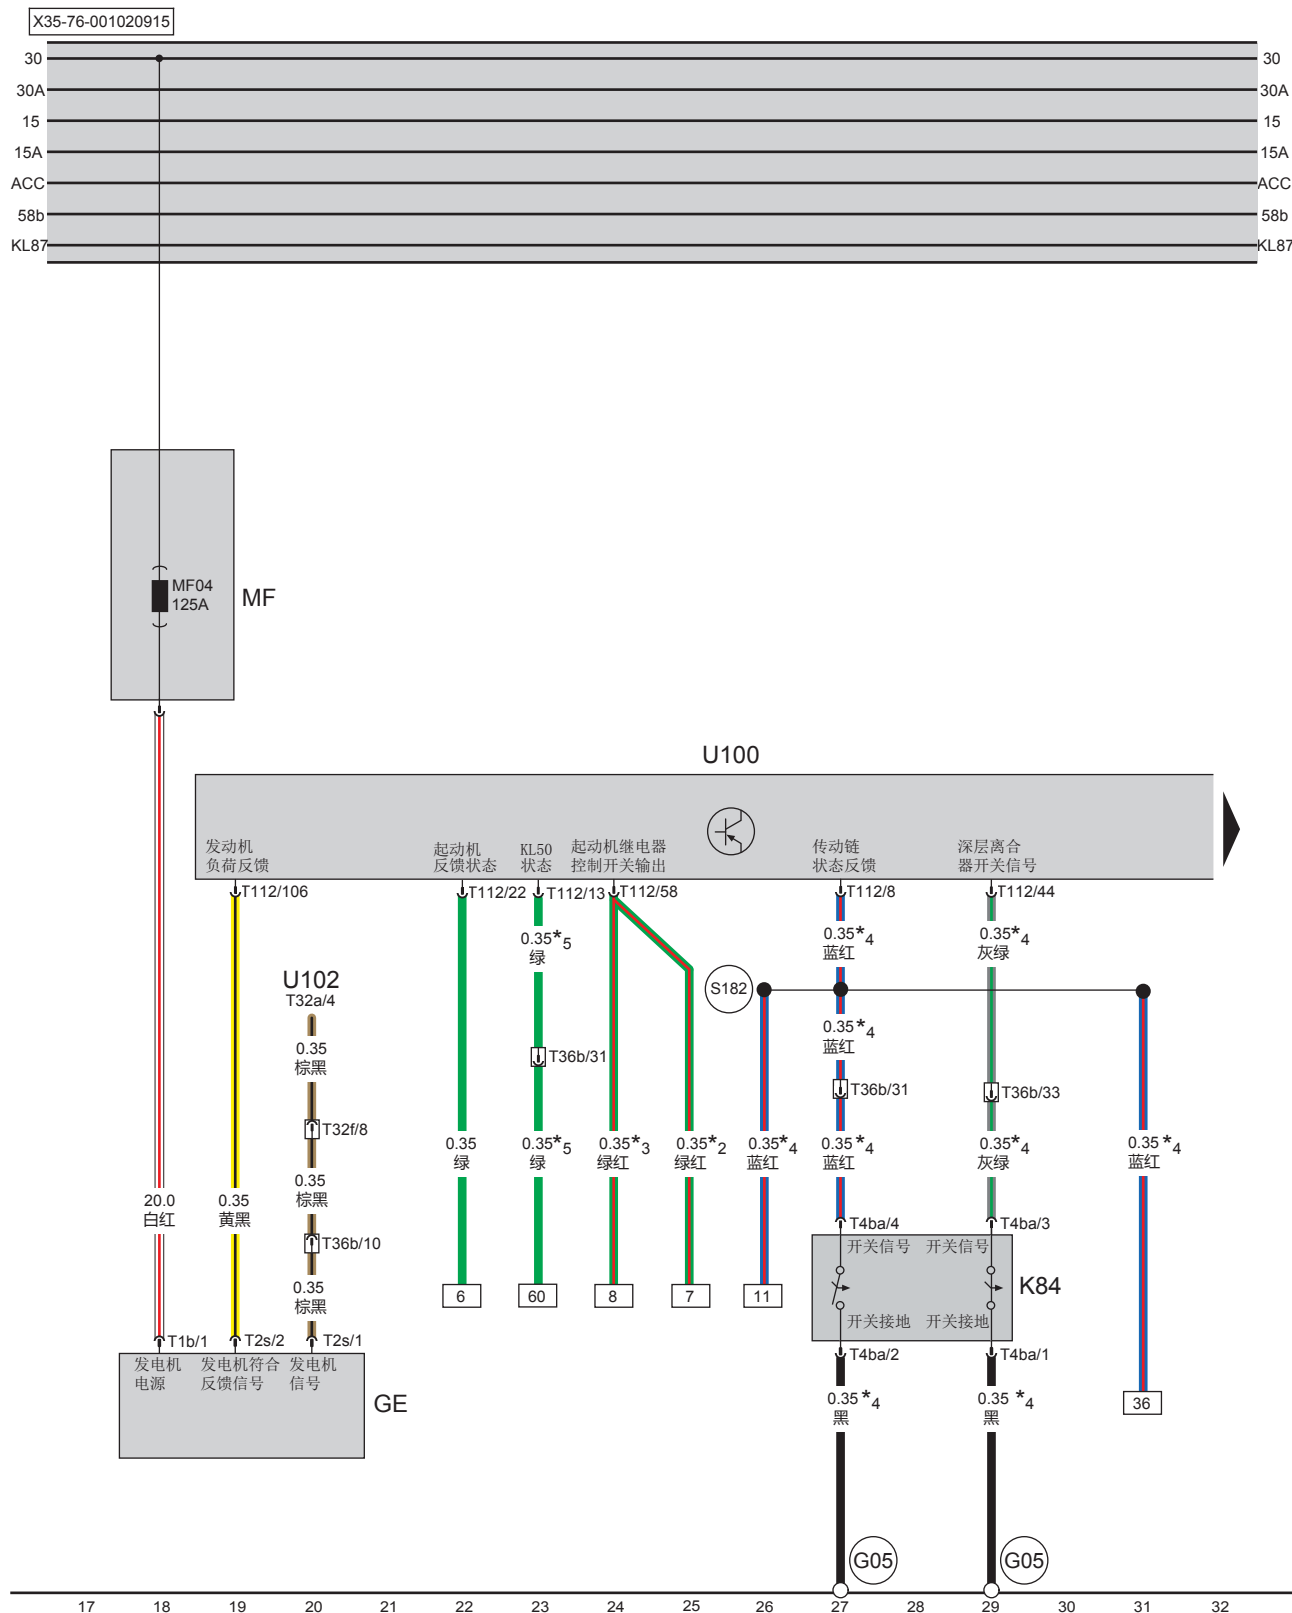 X35-76-001020915
30 30
30A 30A
15 15
15A 15A
ACC ACC
58b 58b
KL87 KL87
MF04
125A
MF
U100
发动机
负荷反馈
起动机
反馈状态
KL50
状态
起动机继电器
控制开关输出
传动链
状态反馈
深层离合
器开关信号
T112/106
T112/22
T112/13
T112/58
T112/8
T112/44
0.35*5
绿
0.35*4
蓝红
0.35*4
灰绿
U102
T32a/4
S182
0.35
棕黑
0.35*4
蓝红
T36b/31
T36b/31
T36b/33
T32f/8
0.35
绿
0.35*5
绿
0.35*3
绿红
0.35*2
绿红
0.35*4
蓝红
0.35*4
蓝红
0.35*4
灰绿
0.35*4
蓝红
0.35
棕黑
20.0
白红
0.35
黄黑
T36b/10
T4ba/4
T4ba/3
开关信号 开关信号
K84
开关接地 开关接地
0.35
棕黑
6
60
8
7
11
T1b/1
T2s/2
T2s/1
T4ba/2
T4ba/1
发电机
电源
发电机符合
反馈信号
发电机
信号
GE
0.35*4
黑
0.35*4
黑
36
G05
G05
17 18 19 20 21 22 23 24 25 26 27 28 29 30 31 32